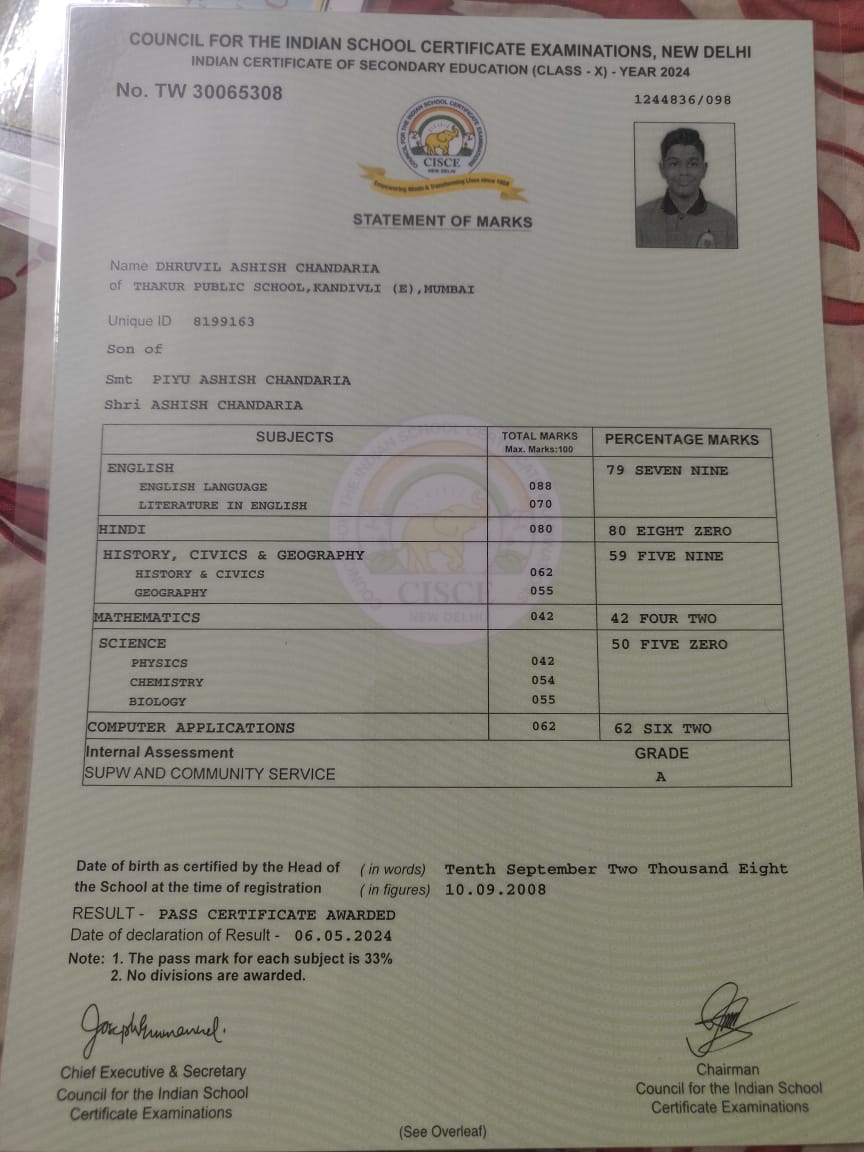 COUNCIL FOR THE INDIAN SCHOOL CERTIFICATE EXAMINATIONS, NEW DELHI
INDIAN CERTIFICATE OF SECONDARY EDUCATION (CLASS - X) - YEAR 2024
No. TW 30065308
1244836/098
COUNCIL FOR THE INDIAN SCHOOL CERTIFICATE EXAMINATIONS
CISCE
NEW DELHI
Empowering Minds & Transforming Lives since 1958
STATEMENT OF MARKS
Name DHRUVIL ASHISH CHANDARIA
of THAKUR PUBLIC SCHOOL,KANDIVLI (E),MUMBAI
Unique ID 8199163
Son of
Smt PIYU ASHISH CHANDARIA
Shri ASHISH CHANDARIA
SUBJECTS TOTAL MARKS Max. Marks:100 PERCENTAGE MARKS
ENGLISH 79 SEVEN NINE
ENGLISH LANGUAGE 088
LITERATURE IN ENGLISH 070
HINDI 080 80 EIGHT ZERO
HISTORY, CIVICS & GEOGRAPHY 59 FIVE NINE
HISTORY & CIVICS 062
GEOGRAPHY 055
CISCE
NEW DELHI
MATHEMATICS 042 42 FOUR TWO
SCIENCE 50 FIVE ZERO
PHYSICS 042
CHEMISTRY 054
BIOLOGY 055
COMPUTER APPLICATIONS 062 62 SIX TWO
Internal Assessment GRADE
SUPW AND COMMUNITY SERVICE A
Date of birth as certified by the Head of (in words) Tenth September Two Thousand Eight
the School at the time of registration (in figures) 10.09.2008
RESULT - PASS CERTIFICATE AWARDED
Date of declaration of Result - 06.05.2024
Note: 1. The pass mark for each subject is 33%
2. No divisions are awarded.
Chief Executive & Secretary
Council for the Indian School
Certificate Examinations
Chairman
Council for the Indian School
Certificate Examinations
(See Overleaf)